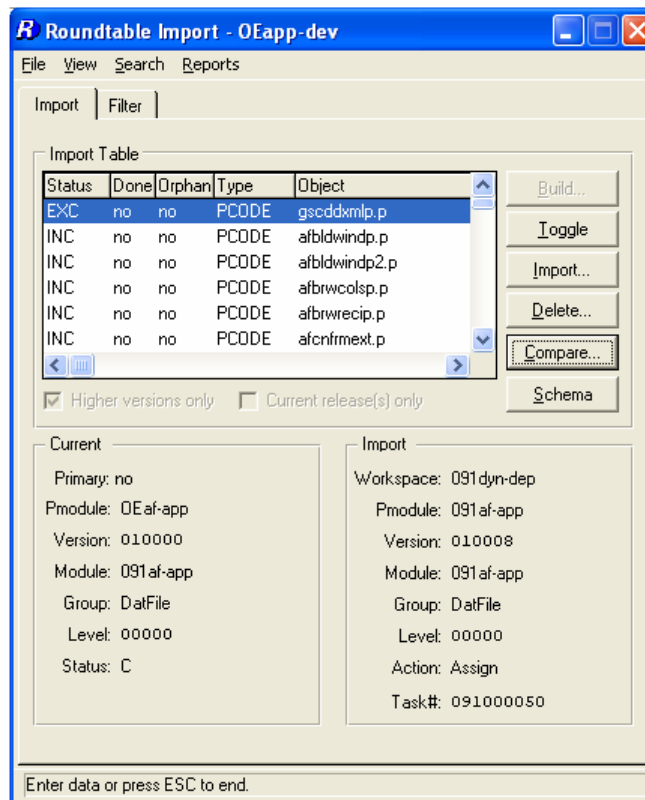 R Roundtable Import - OEapp-dev
File View Search Reports
Import Filter
Import Table
Status Done Orphan Type Object
EXC no no PCODE gscddxmlp.p
INC no no PCODE afbldwindp.p
INC no no PCODE afbldwindp2.p
INC no no PCODE afbrwcolsp.p
INC no no PCODE afbrwrecip.p
INC no no PCODE afcnfrmext.p
Build...
Toggle
Import...
Delete...
Compare...
Schema
Higher versions only Current release(s) only
Current
Primary: no
Pmodule: OEaf-app
Version: 010000
Module: 091af-app
Group: DatFile
Level: 00000
Status: C
Import
Workspace: 091dyn-dep
Pmodule: 091af-app
Version: 010008
Module: 091af-app
Group: DatFile
Level: 00000
Action: Assign
Task#: 091000050
Enter data or press ESC to end.